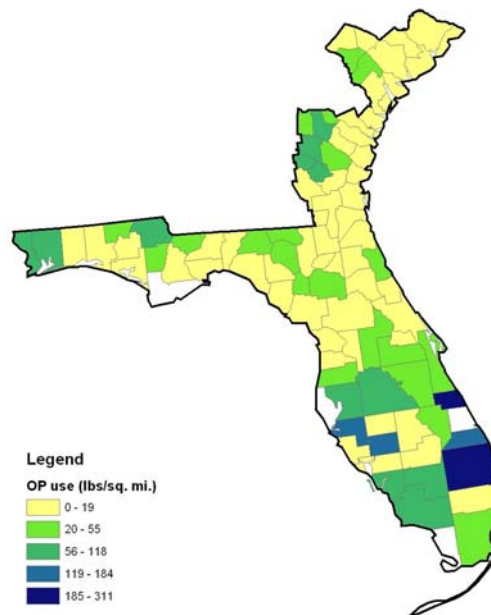 Legend
OP use (lbs/sq. mi.)
0 - 19
20 - 55
56 - 118
119 - 184
185 - 311